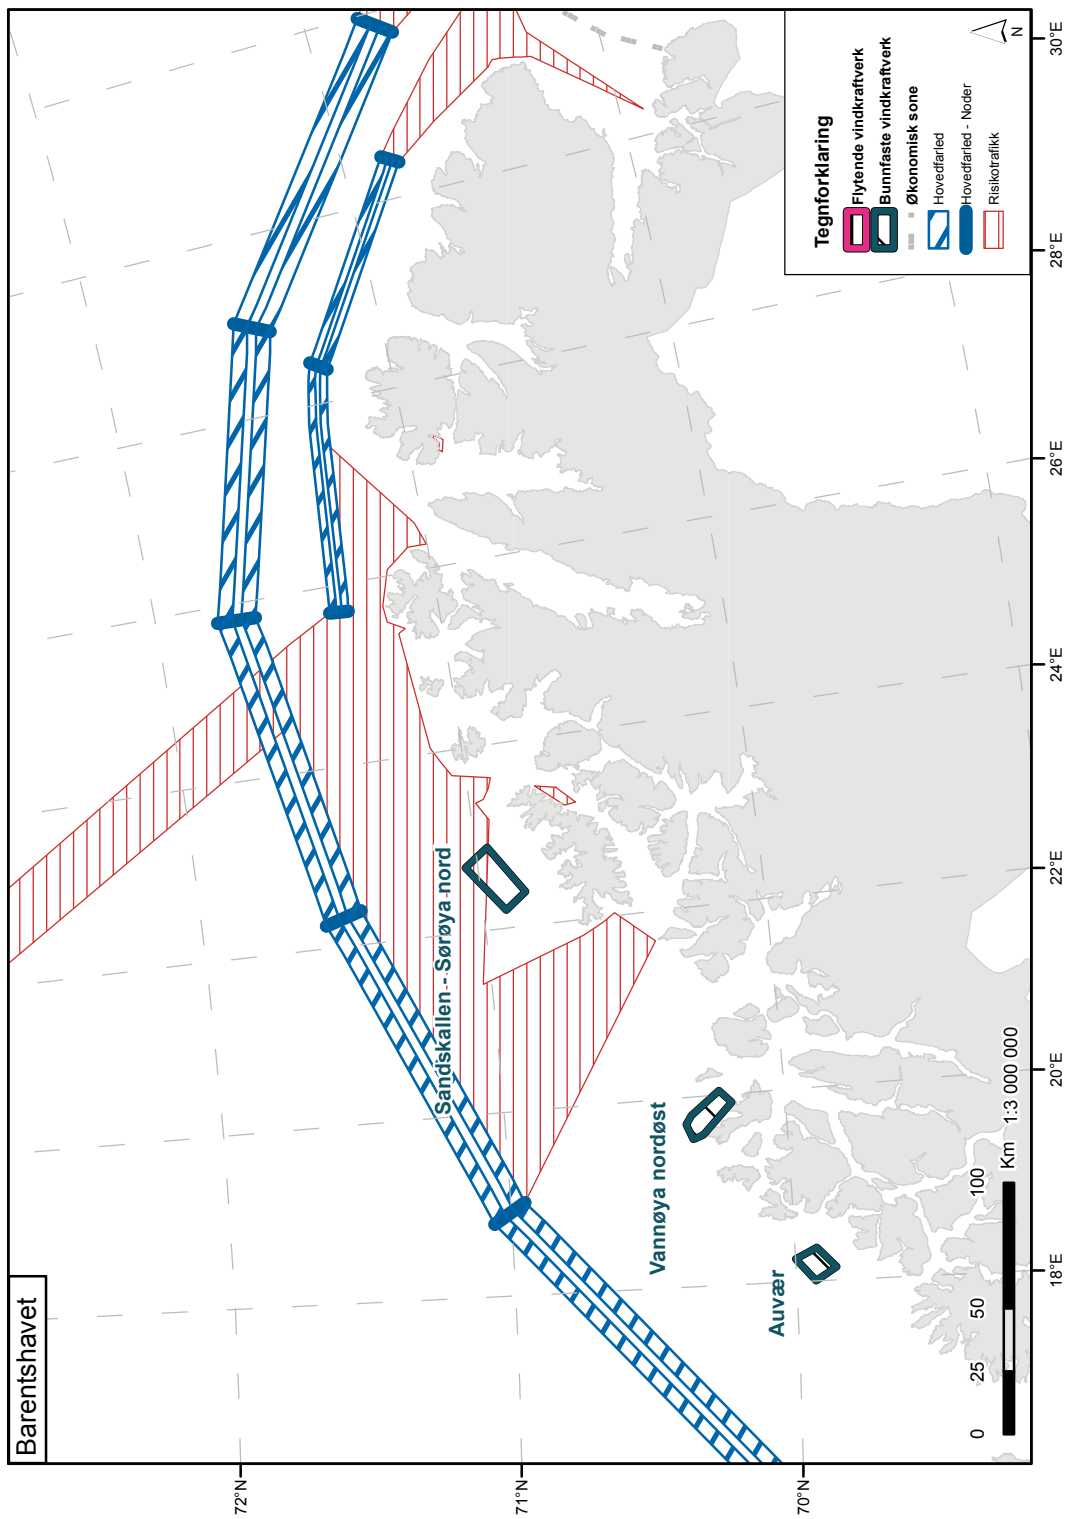 Barentshavet
72°N
71°N
70°N
Sandskallen - Sørøya nord
Vannøya nordøst
Auvær
Tegnforklaring
Flytende vindkraftverk
Bunnfaste vindkraftverk
Økonomisk sone
Hovedfarled
Hovedfarled - Noder
Risikotrafikk
N
0 25 50 100
Km 1:3 000 000
18°E 20°E 22°E 24°E 26°E 28°E 30°E